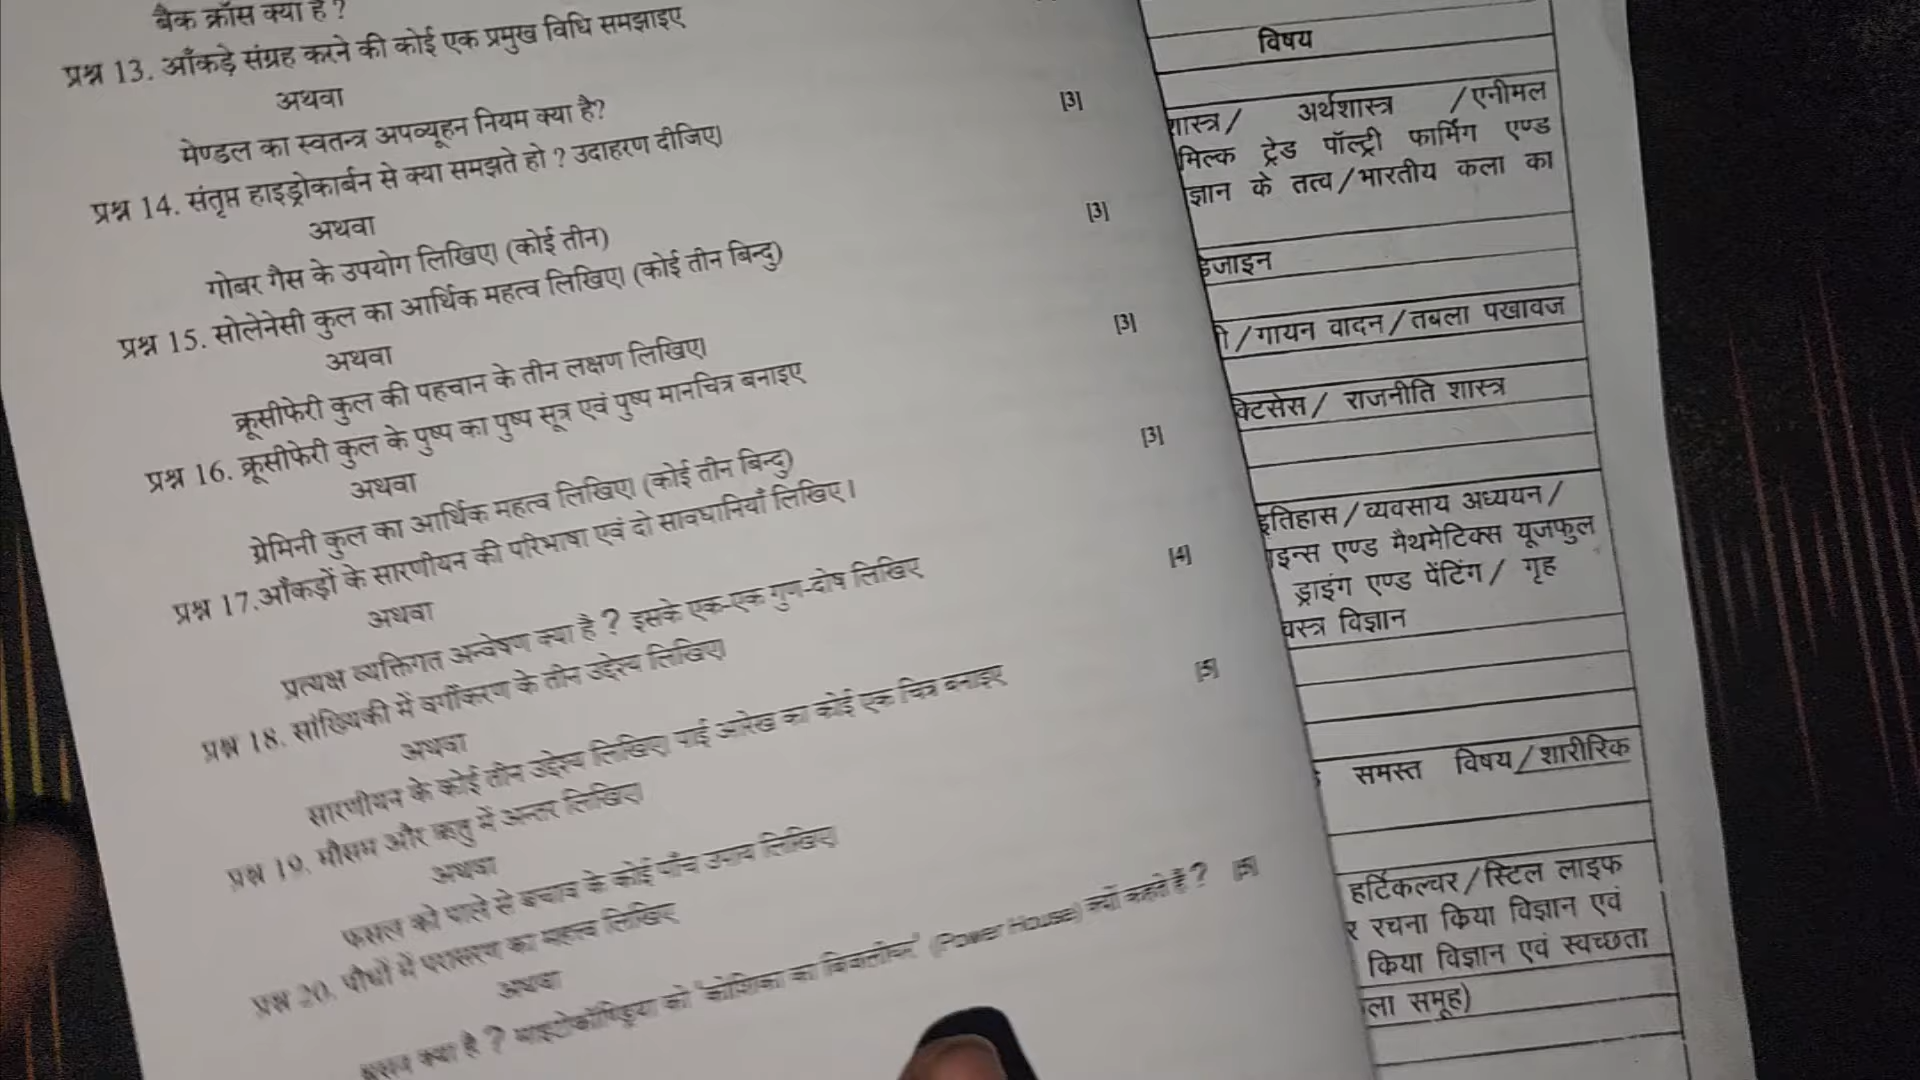 बैक क्रॉस क्या है ?
प्रश्न 13. आँकड़े संग्रह करने की कोई एक प्रमुख विधि समझाइए
अथवा
[3]
मेण्डल का स्वतन्त्र अपव्यूहन नियम क्या है?
प्रश्न 14. संतृप्त हाइड्रोकार्बन से क्या समझते हो ? उदाहरण दीजिए।
अथवा
[3]
गोबर गैस के उपयोग लिखिए। (कोई तीन)
प्रश्न 15. सोलेनेसी कुल का आर्थिक महत्व लिखिए। (कोई तीन बिन्दु)
अथवा
[3]
क्रूसीफेरी कुल की पहचान के तीन लक्षण लिखिए।
प्रश्न 16. क्रूसीफेरी कुल के पुष्प का पुष्प सूत्र एवं पुष्प मानचित्र बनाइए
अथवा
[3]
ग्रेमिनी कुल का आर्थिक महत्व लिखिए। (कोई तीन बिन्दु)
प्रश्न 17.आँकड़ों के सारणीयन की परिभाषा एवं दो सावधानियाँ लिखिए।
अथवा
[4]
प्रत्यक्ष व्यक्तिगत अन्वेषण क्या है ? इसके एक-एक गुण-दोष लिखिए
प्रश्न 18. सांख्यिकी में वर्गीकरण के तीन उद्देश्य लिखिए।
अथवा
[5]
सारणीयन के कोई तीन उद्देश्य लिखिए। पाई आरेख का कोई एक चित्र बनाइए
प्रश्न 19. मौसम और ऋतु में अन्तर लिखिए।
अथवा
फसल को पाले से बचाव के कोई पाँच उपाय लिखिए।
[5]
प्रश्न 20. पौधों में परासरण का महत्व लिखिए
अथवा
क्या है ? माइटोकॉण्ड्रिया को 'कोशिका का बिजलीघर' (Power House) क्यों कहते हैं ?
विषय
शास्त्र/ अर्थशास्त्र /एनीमल
मिल्क ट्रेड पॉल्ट्री फार्मिंग एण्ड
ज्ञान के तत्व/भारतीय कला का
डिजाइन
/गायन वादन/तबला पखावज
क्टिसेस/ राजनीति शास्त्र
इतिहास/व्यवसाय अध्ययन/
इन्स एण्ड मैथमेटिक्स यूजफुल
ड्राइंग एण्ड पेंटिंग/ गृह
वस्त्र विज्ञान
समस्त विषय/शारीरिक
हर्टिकल्चर/स्टिल लाइफ
र रचना किया विज्ञान एवं
किया विज्ञान एवं स्वच्छता
ला समूह)